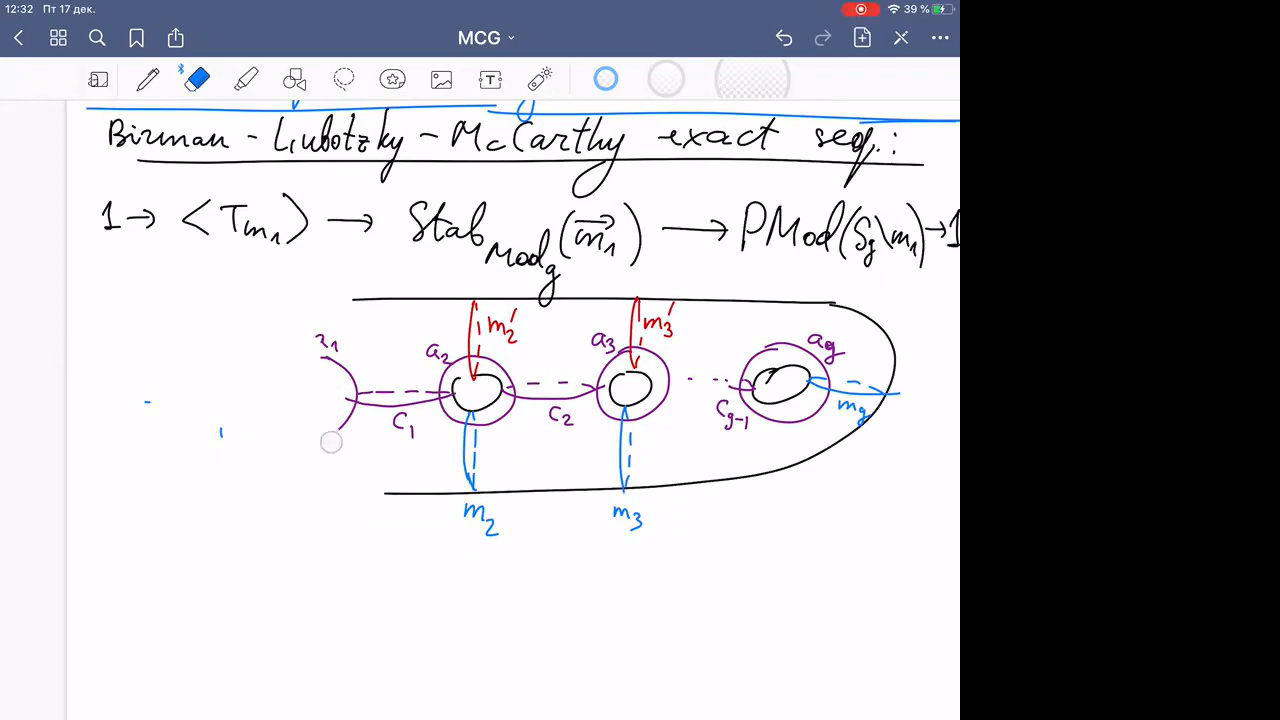 12:32 Пт 17 дек. 39 %
MCG
Birman - Lubotzky - McCarthy exact seq.:
1 → ⟨T_{m_1}⟩ → Stab_{Mod_g}(\vec{m_1}) → PMod(S_g\m_1) → 1
m_2' m_3'
a_2 a_3 a_g
c_1 c_2 c_{g-1} m_g
m_2 m_3